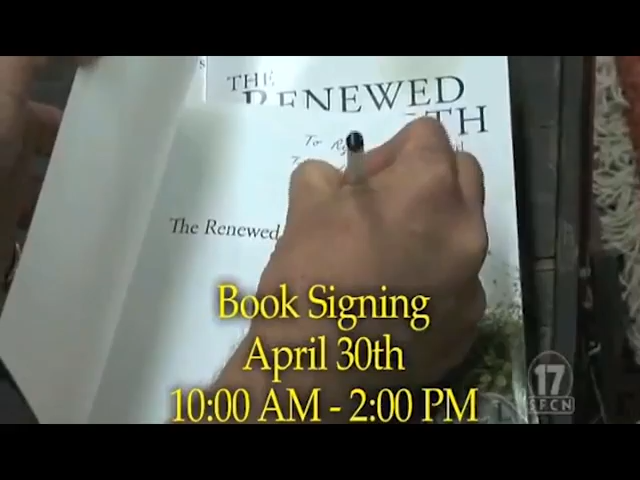 THE
RENEWED
The Renewed
Book Signing
April 30th
10:00 AM - 2:00 PM
17
SFCN